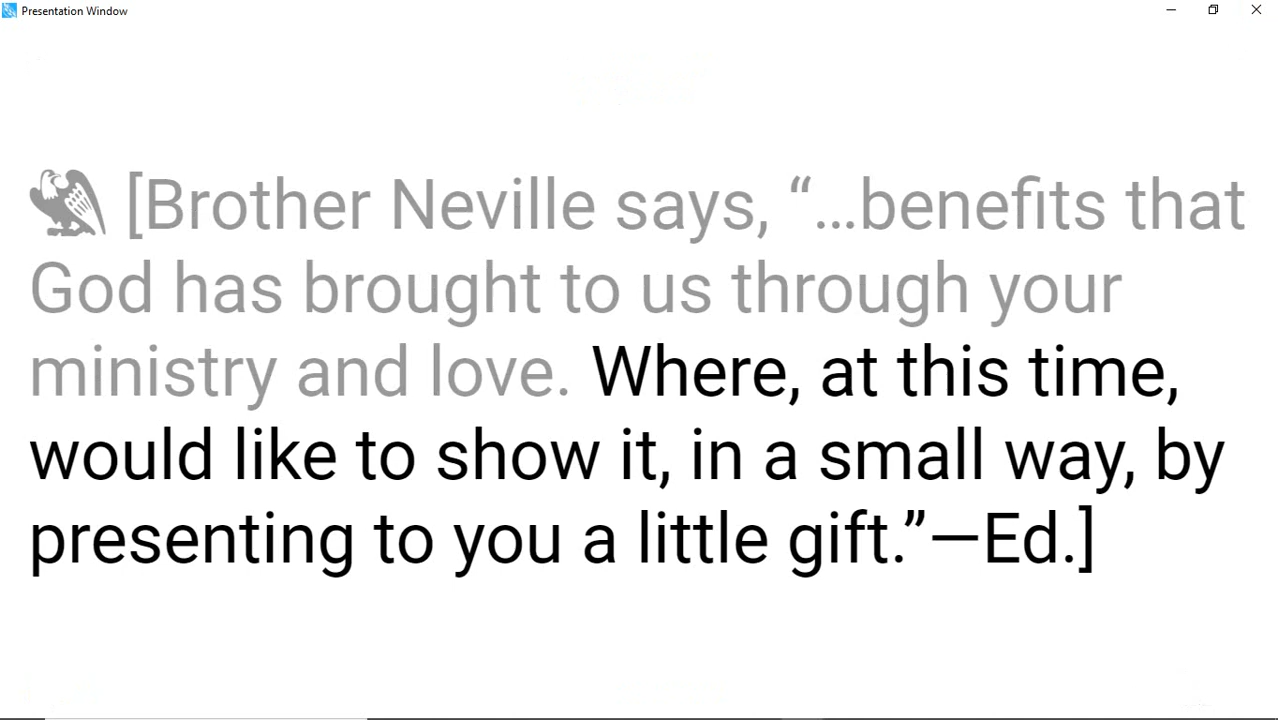 Presentation Window
[Brother Neville says, “…benefits that
God has brought to us through your
ministry and love. Where, at this time,
would like to show it, in a small way, by
presenting to you a little gift.”—Ed.]